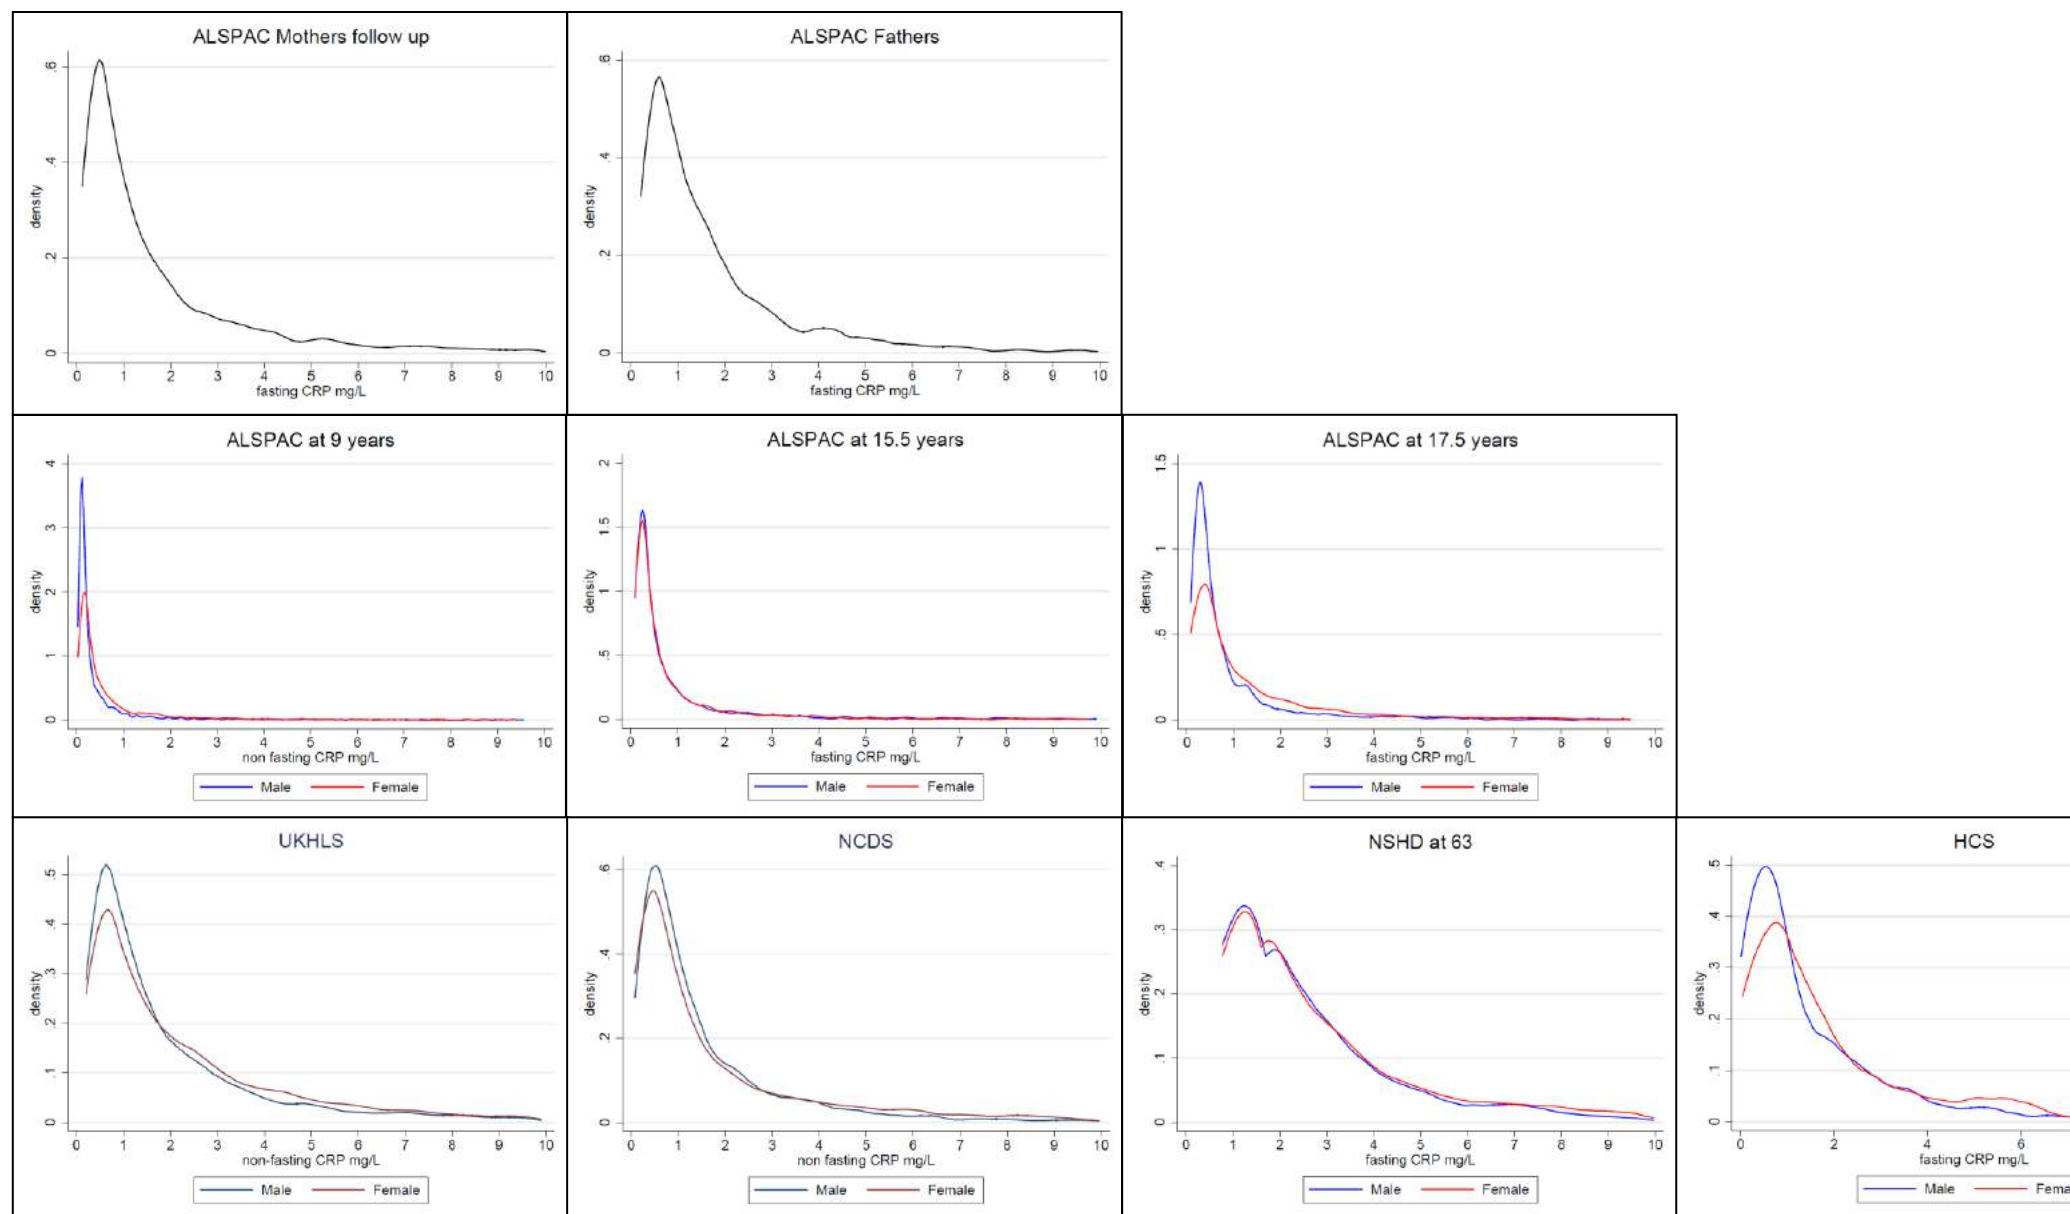 ALSPAC Mothers follow up
density
0 .2 .4 .6
0 1 2 3 4 5 6 7 8 9 10
fasting CRP mg/L
ALSPAC Fathers
density
0 .2 .4 .6
0 1 2 3 4 5 6 7 8 9 10
fasting CRP mg/L
ALSPAC at 9 years
density
0 1 2 3 4
0 1 2 3 4 5 6 7 8 9 10
non fasting CRP mg/L
Male Female
ALSPAC at 15.5 years
density
0 .5 1 1.5 2
0 1 2 3 4 5 6 7 8 9 10
fasting CRP mg/L
Male Female
ALSPAC at 17.5 years
density
0 .5 1 1.5
0 1 2 3 4 5 6 7 8 9 10
fasting CRP mg/L
Male Female
UKHLS
density
0 .1 .2 .3 .4 .5
0 1 2 3 4 5 6 7 8 9 10
non-fasting CRP mg/L
Male Female
NCDS
density
0 .2 .4 .6
0 1 2 3 4 5 6 7 8 9 10
non fasting CRP mg/L
Male Female
NSHD at 63
density
0 .1 .2 .3 .4
0 1 2 3 4 5 6 7 8 9 10
fasting CRP mg/L
Male Female
HCS
density
0 .1 .2 .3 .4 .5
0 2 4 6
fasting CRP mg/L
Male Fema